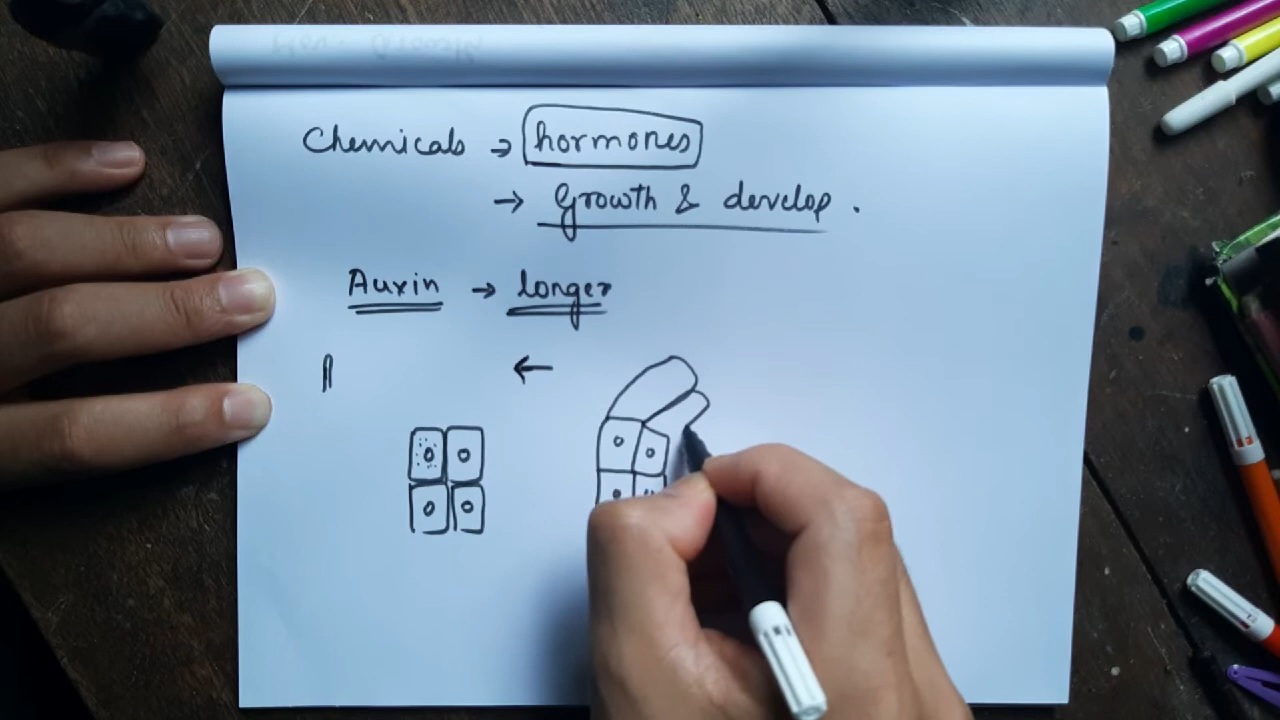 Chemicals → hormones
→ Growth & develop.
Auxin → longer